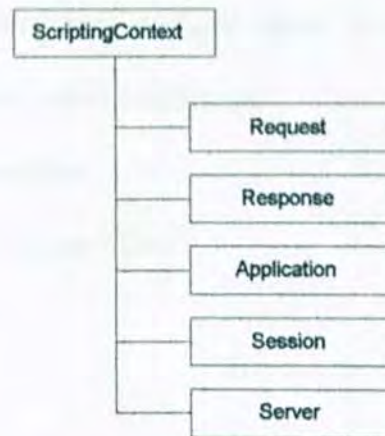 ScriptingContext
Request
Response
Application
Session
Server